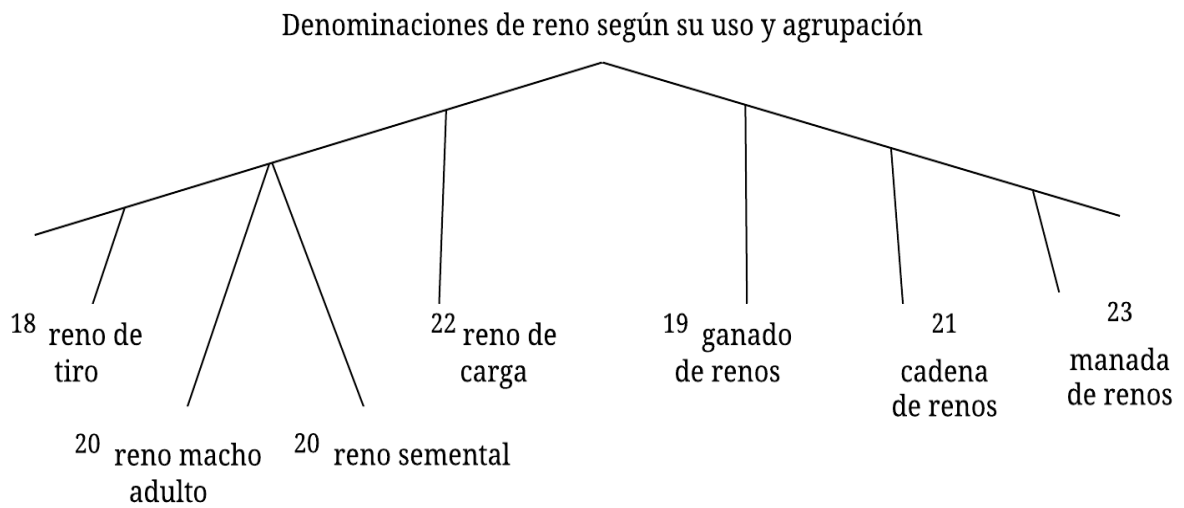 Denominaciones de reno según su uso y agrupación
18 reno de
tiro
20 reno macho
adulto
20 reno semental
22 reno de
carga
19 ganado
de renos
21
cadena
de renos
23
manada
de renos